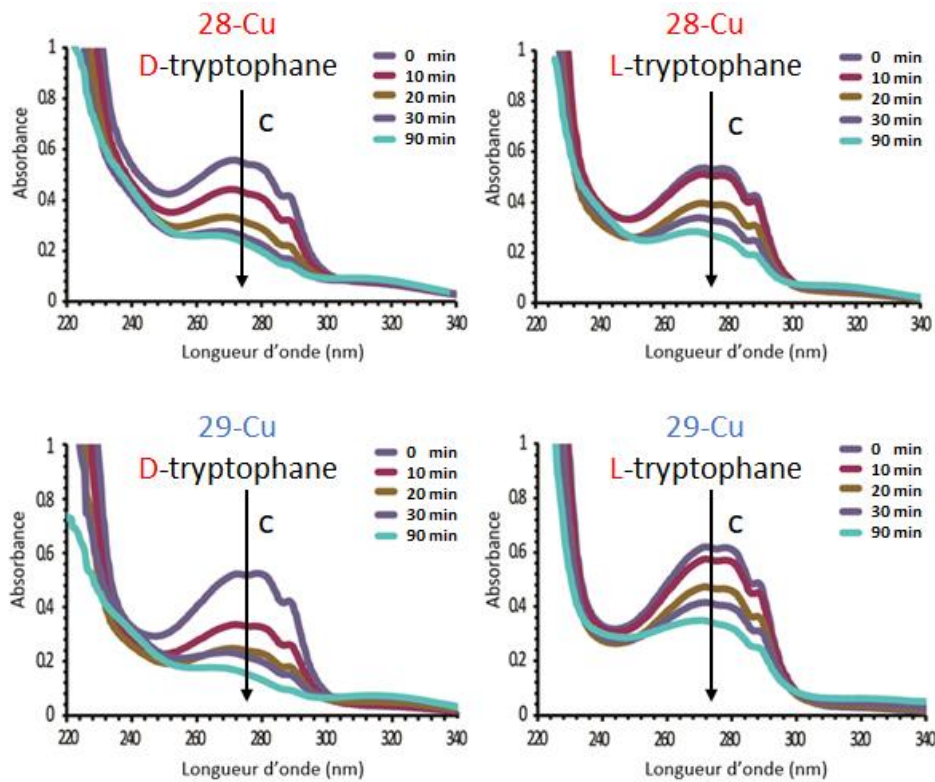 28-Cu
D-tryptophane
C
0 min
10 min
20 min
30 min
90 min
Absorbance
1
0.8
0.6
0.4
0.2
0
220 240 260 280 300 320 340
Longueur d'onde (nm)
28-Cu
L-tryptophane
C
0 min
10 min
20 min
30 min
90 min
Absorbance
1
0.8
0.6
0.4
0.2
0
220 240 260 280 300 320 340
Longueur d'onde (nm)
29-Cu
D-tryptophane
C
0 min
10 min
20 min
30 min
90 min
Absorbance
1
0.8
0.6
0.4
0.2
0
220 240 260 280 300 320 340
Longueur d'onde (nm)
29-Cu
L-tryptophane
C
0 min
10 min
20 min
30 min
90 min
Absorbance
1
0.8
0.6
0.4
0.2
0
220 240 260 280 300 320 340
Longueur d'onde (nm)